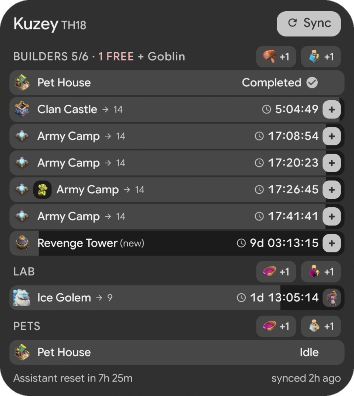 Kuzey TH18
Sync
BUILDERS 5/6 · 1 FREE + Goblin
+1
+1
Pet House
Completed
Clan Castle → 14
5:04:49
+
Army Camp → 14
17:08:54
+
Army Camp → 14
17:20:23
+
Army Camp → 14
17:26:45
+
Army Camp → 14
17:41:41
+
Revenge Tower (new)
9d 03:13:15
+
LAB
+1
+1
Ice Golem → 9
1d 13:05:14
PETS
+1
+1
Pet House
Idle
Assistant reset in 7h 25m
synced 2h ago